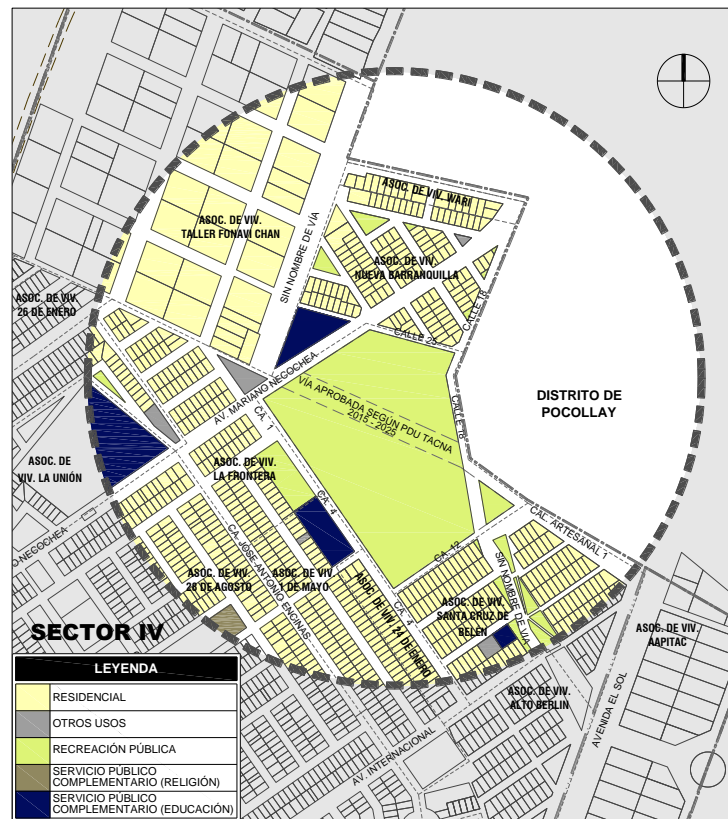 ASOC. DE VIV. WARI
ASOC. DE VIV.
TALLER FONAVI CHAN
SIN NOMBRE DE VÍA
ASOC. DE VIV.
NUEVA BARRANQUILLA
CALLE 18
ASOC. DE VIV.
26 DE ENERO
CALLE 25
AV. MARIANO NECOCHEA
VÍA APROBADA SEGÚN PDU TACNA
2015 - 2025
DISTRITO DE
POCOLLAY
CALLE 18
CA. 1
ASOC. DE
VIV. LA UNIÓN
ASOC. DE VIV.
LA FRONTERA
CA. 4
O NECOCHEA
CAL. ARTESANAL 1
CA. 12
SIN NOMBRE DE VIA
CA. JOSE ANTONIO ENCINAS
ASOC. DE VIV.
28 DE AGOSTO
ASOC. DE VIV.
1 DE MAYO
ASOC DE VIV 24 DE ENERO
CA. 4
ASOC. DE VIV.
SANTA CRUZ DE
BELEN
ASOC. DE VIV.
AAPITAC
ASOC. DE VIV.
ALTO BERLIN
AVENIDA EL SOL
AV. INTERNACIONAL
SECTOR IV
LEYENDA
RESIDENCIAL
OTROS USOS
RECREACIÓN PÚBLICA
SERVICIO PÚBLICO
COMPLEMENTARIO (RELIGIÓN)
SERVICIO PÚBLICO
COMPLEMENTARIO (EDUCACIÓN)